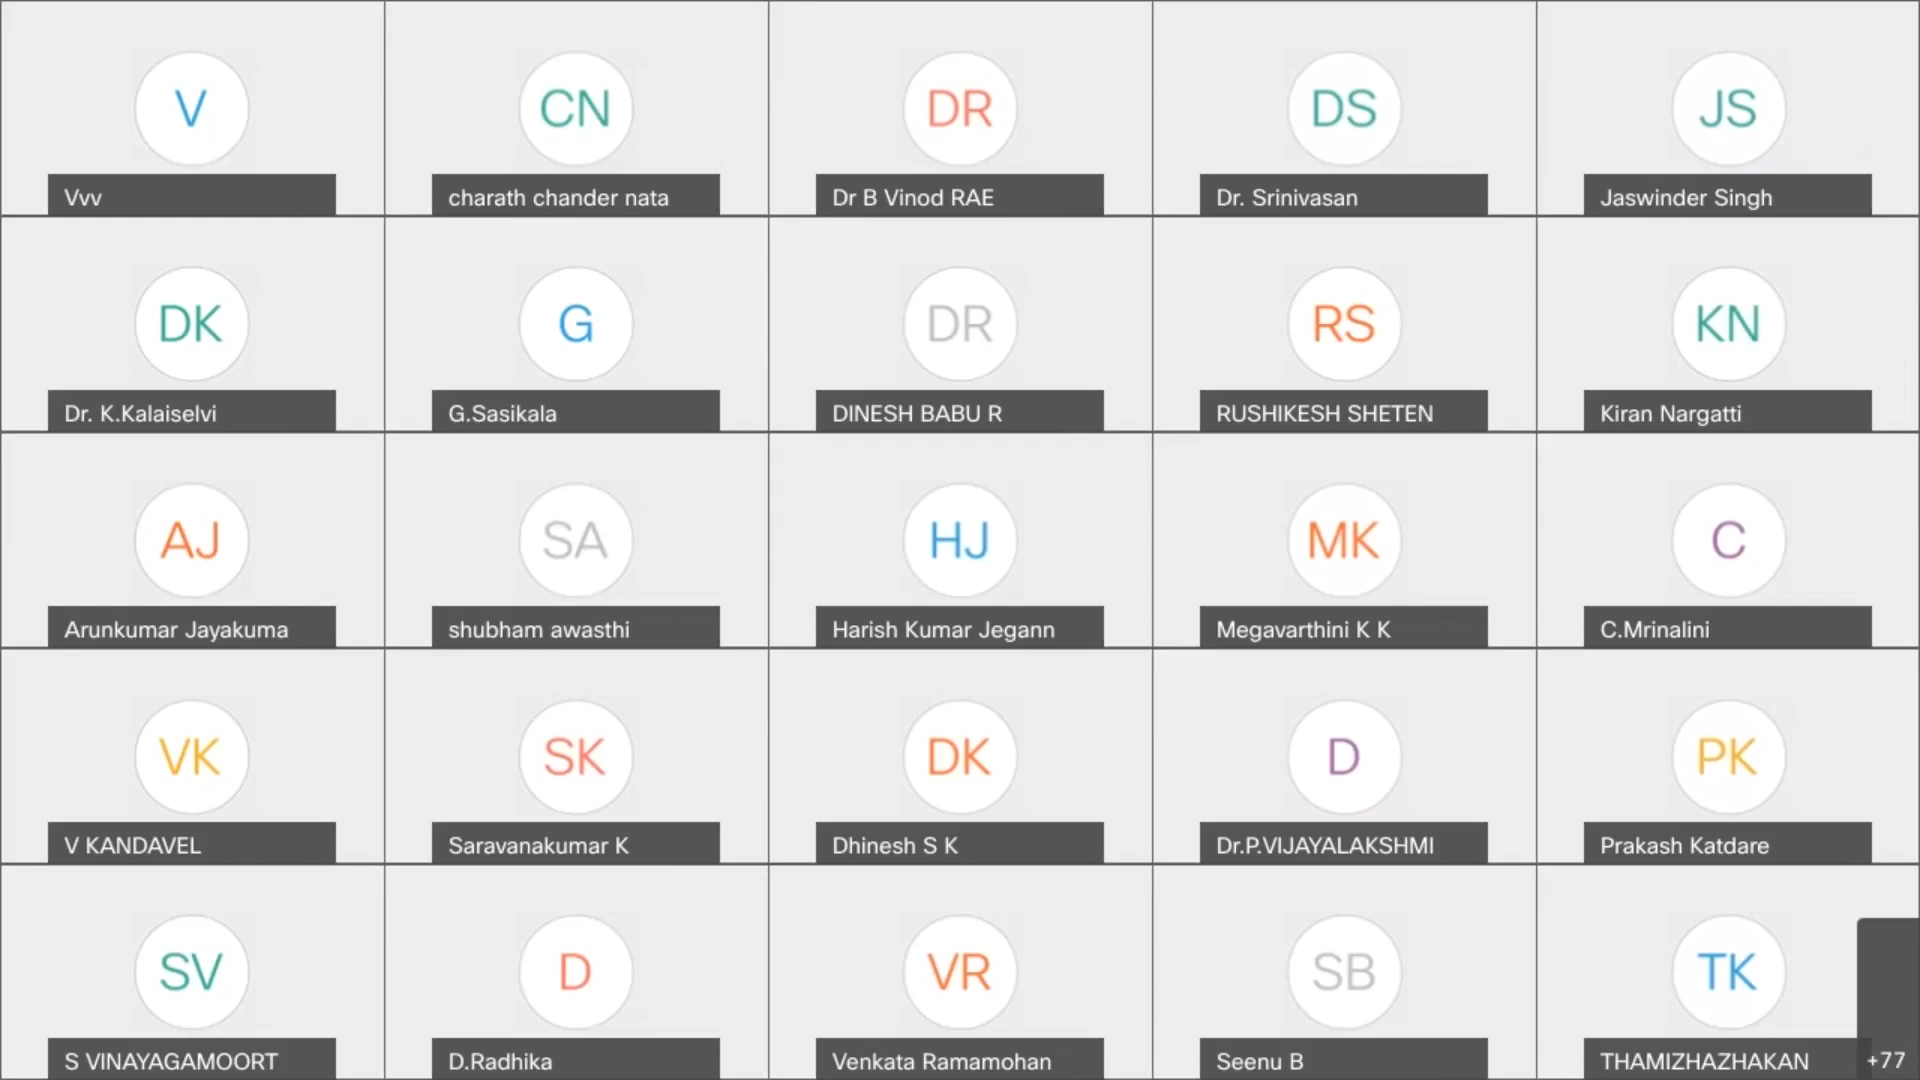 V
CN
DR
DS
JS
Vvv
charath chander nata
Dr B Vinod RAE
Dr. Srinivasan
Jaswinder Singh
DK
G
DR
RS
KN
Dr. K.Kalaiselvi
G.Sasikala
DINESH BABU R
RUSHIKESH SHETEN
Kiran Nargatti
AJ
SA
HJ
MK
C
Arunkumar Jayakuma
shubham awasthi
Harish Kumar Jegann
Megavarthini K K
C.Mrinalini
VK
SK
DK
D
PK
V KANDAVEL
Saravanakumar K
Dhinesh S K
Dr.P.VIJAYALAKSHMI
Prakash Katdare
SV
D
VR
SB
TK
S VINAYAGAMOORT
D.Radhika
Venkata Ramamohan
Seenu B
THAMIZHAZHAKAN
+77